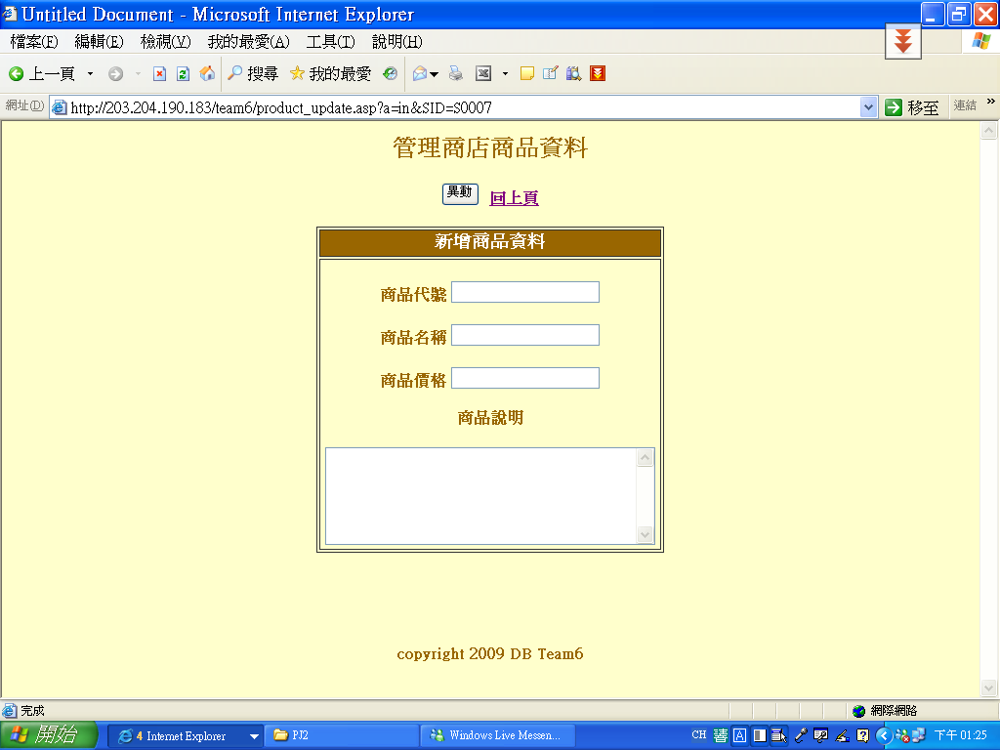 Untitled Document - Microsoft Internet Explorer
檔案(F) 編輯(E) 檢視(V) 我的最愛(A) 工具(T) 說明(H)
上一頁 搜尋 我的最愛
網址(D) http://203.204.190.183/team6/product_update.asp?a=in&SID=S0007 移至 連結 »
管理商店商品資料
異動 回上頁
新增商品資料
商品代號
商品名稱
商品價格
商品說明
copyright 2009 DB Team6
完成 網際網路
開始 4 Internet Explorer PJ2 Windows Live Messen... CH A 下午 01:25